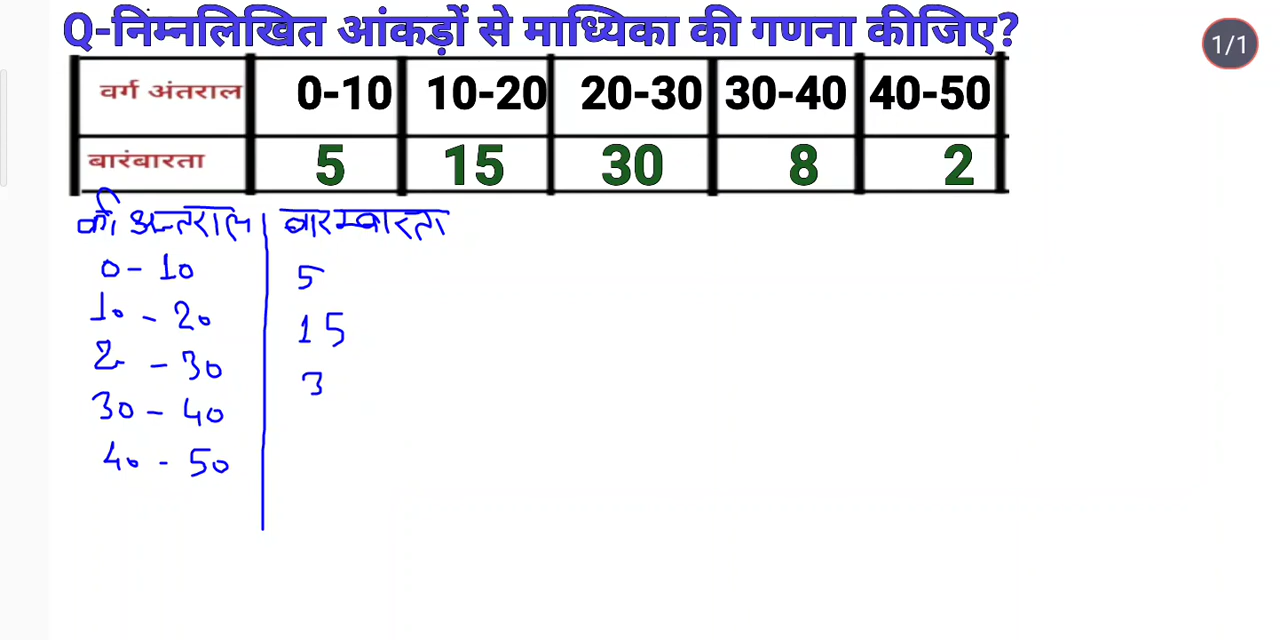 Q-निम्नलिखित आंकड़ों से माध्यिका की गणना कीजिए?
1/1
वर्ग अंतराल 0-10 10-20 20-30 30-40 40-50
बारंबारता 5 15 30 8 2
वर्ग अन्तराल बारम्बारता
0-10 5
10-20 15
2-30 3
30-40
40-50